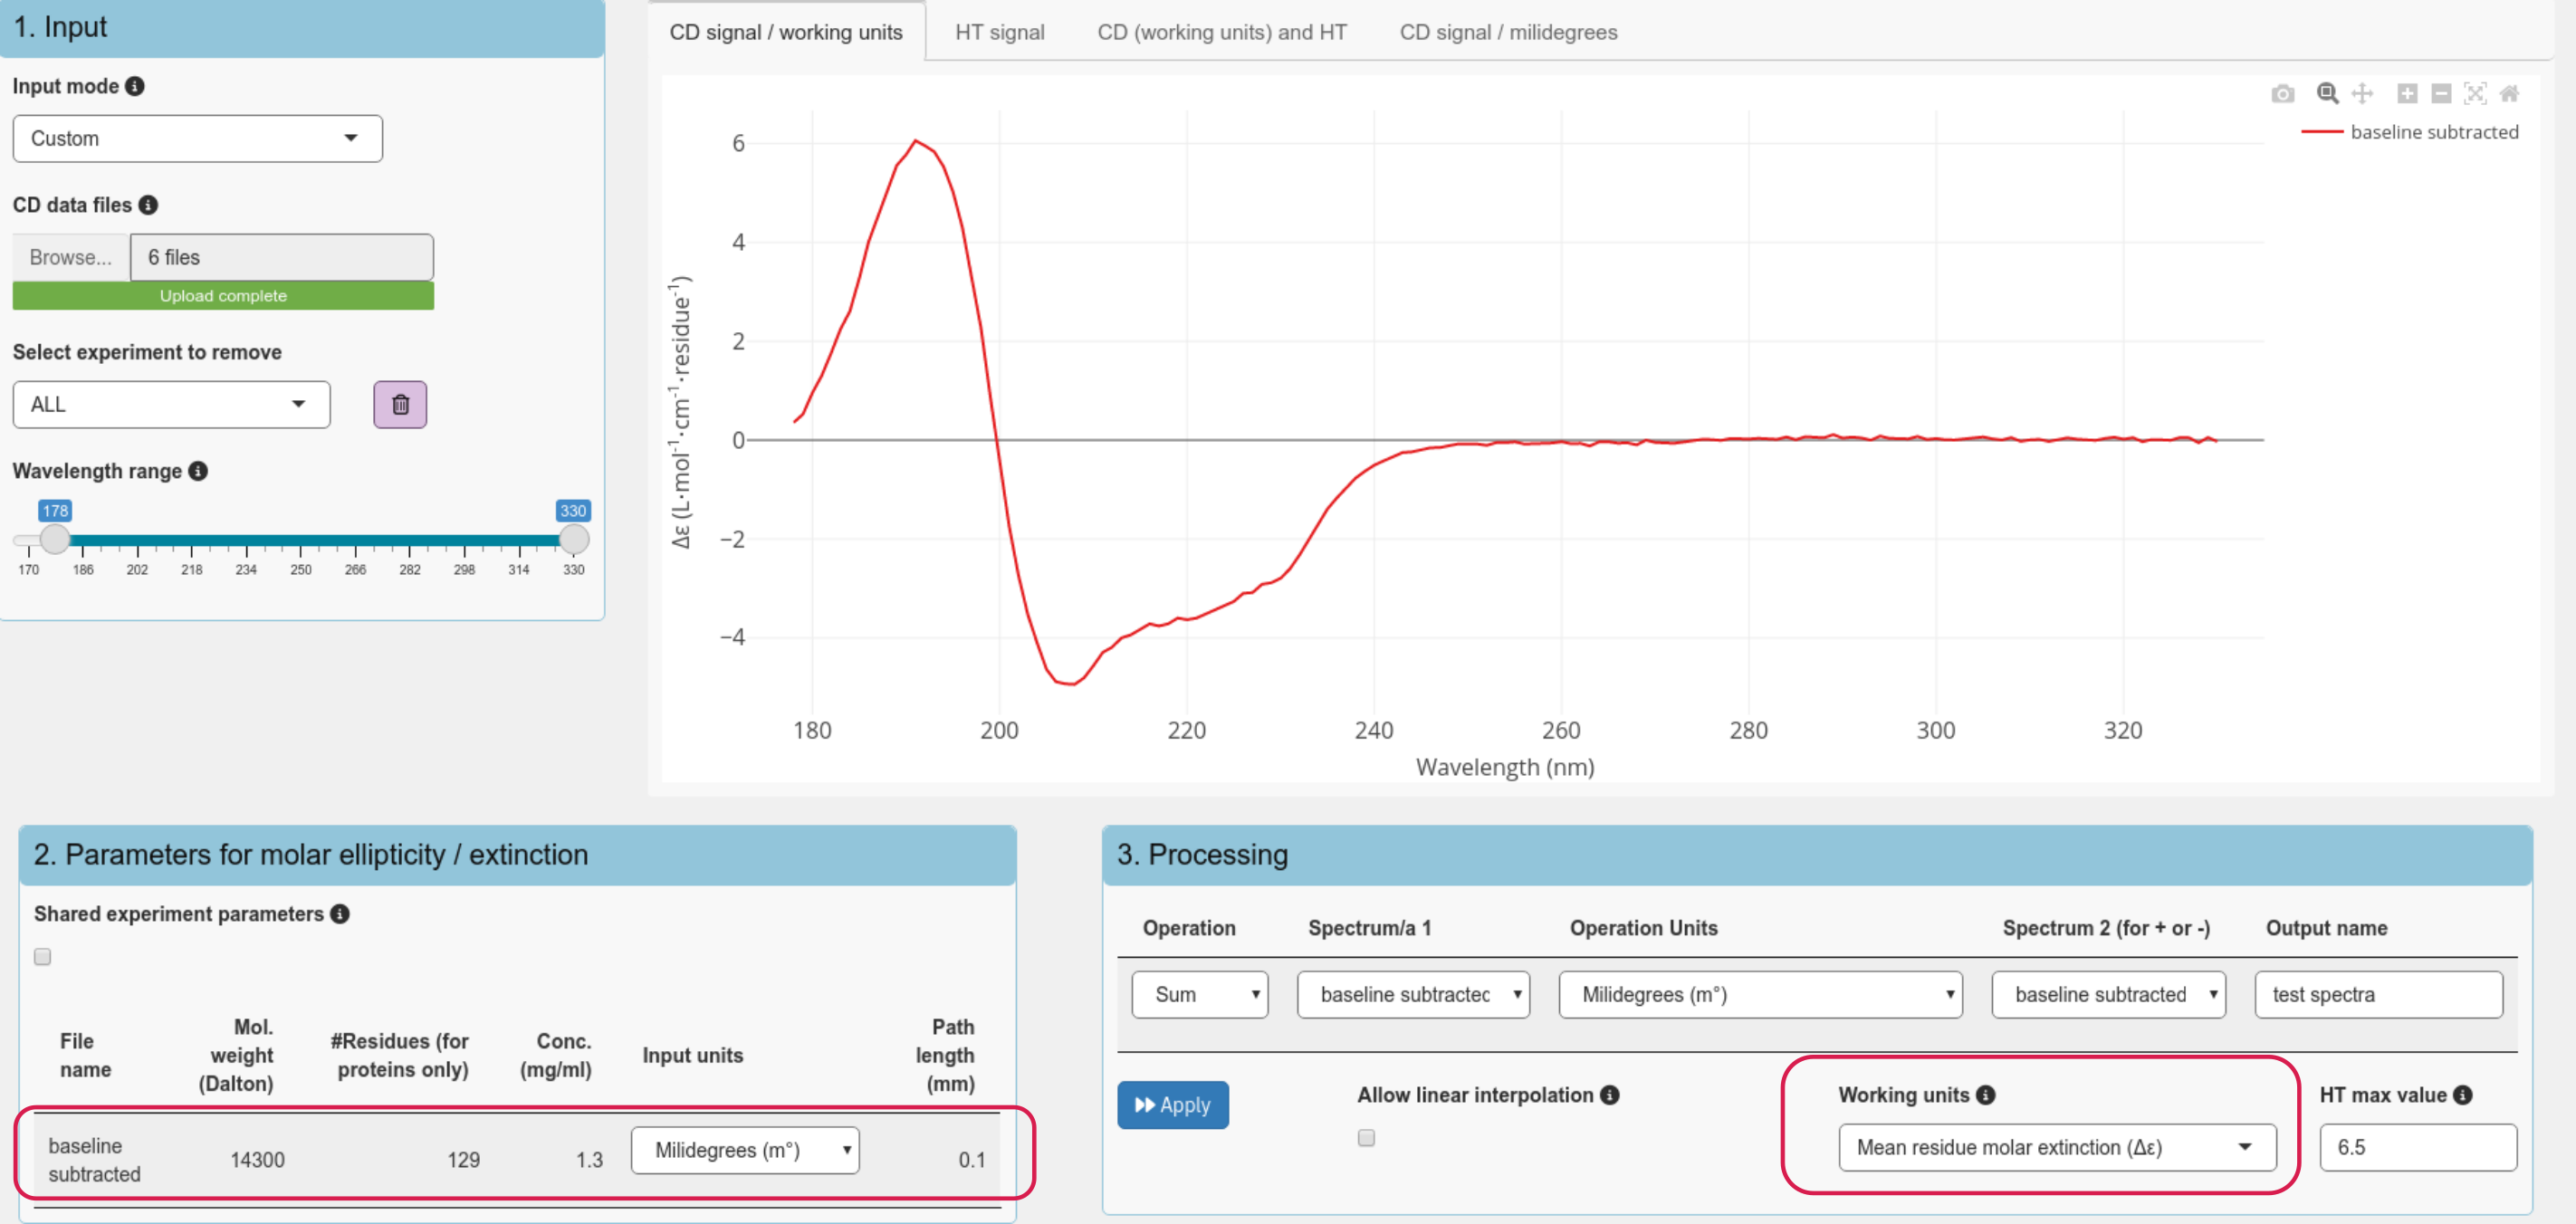 1. Input
Input mode
Custom
CD data files
Browse... 6 files
Upload complete
Select experiment to remove
ALL
Wavelength range
178 330
170 186 202 218 234 250 266 282 298 314 330
CD signal / working units HT signal CD (working units) and HT CD signal / milidegrees
baseline subtracted
6
4
2
0
−2
−4
Δε (L·mol⁻¹·cm⁻¹·residue⁻¹)
180 200 220 240 260 280 300 320
Wavelength (nm)
2. Parameters for molar ellipticity / extinction
Shared experiment parameters
File name Mol. weight (Dalton) #Residues (for proteins only) Conc. (mg/ml) Input units Path length (mm)
baseline subtracted 14300 129 1.3 Milidegrees (m°) 0.1
3. Processing
Operation Spectrum/a 1 Operation Units Spectrum 2 (for + or -) Output name
Sum baseline subtractec Milidegrees (m°) baseline subtracted test spectra
Apply
Allow linear interpolation
Working units
Mean residue molar extinction (Δε)
HT max value
6.5